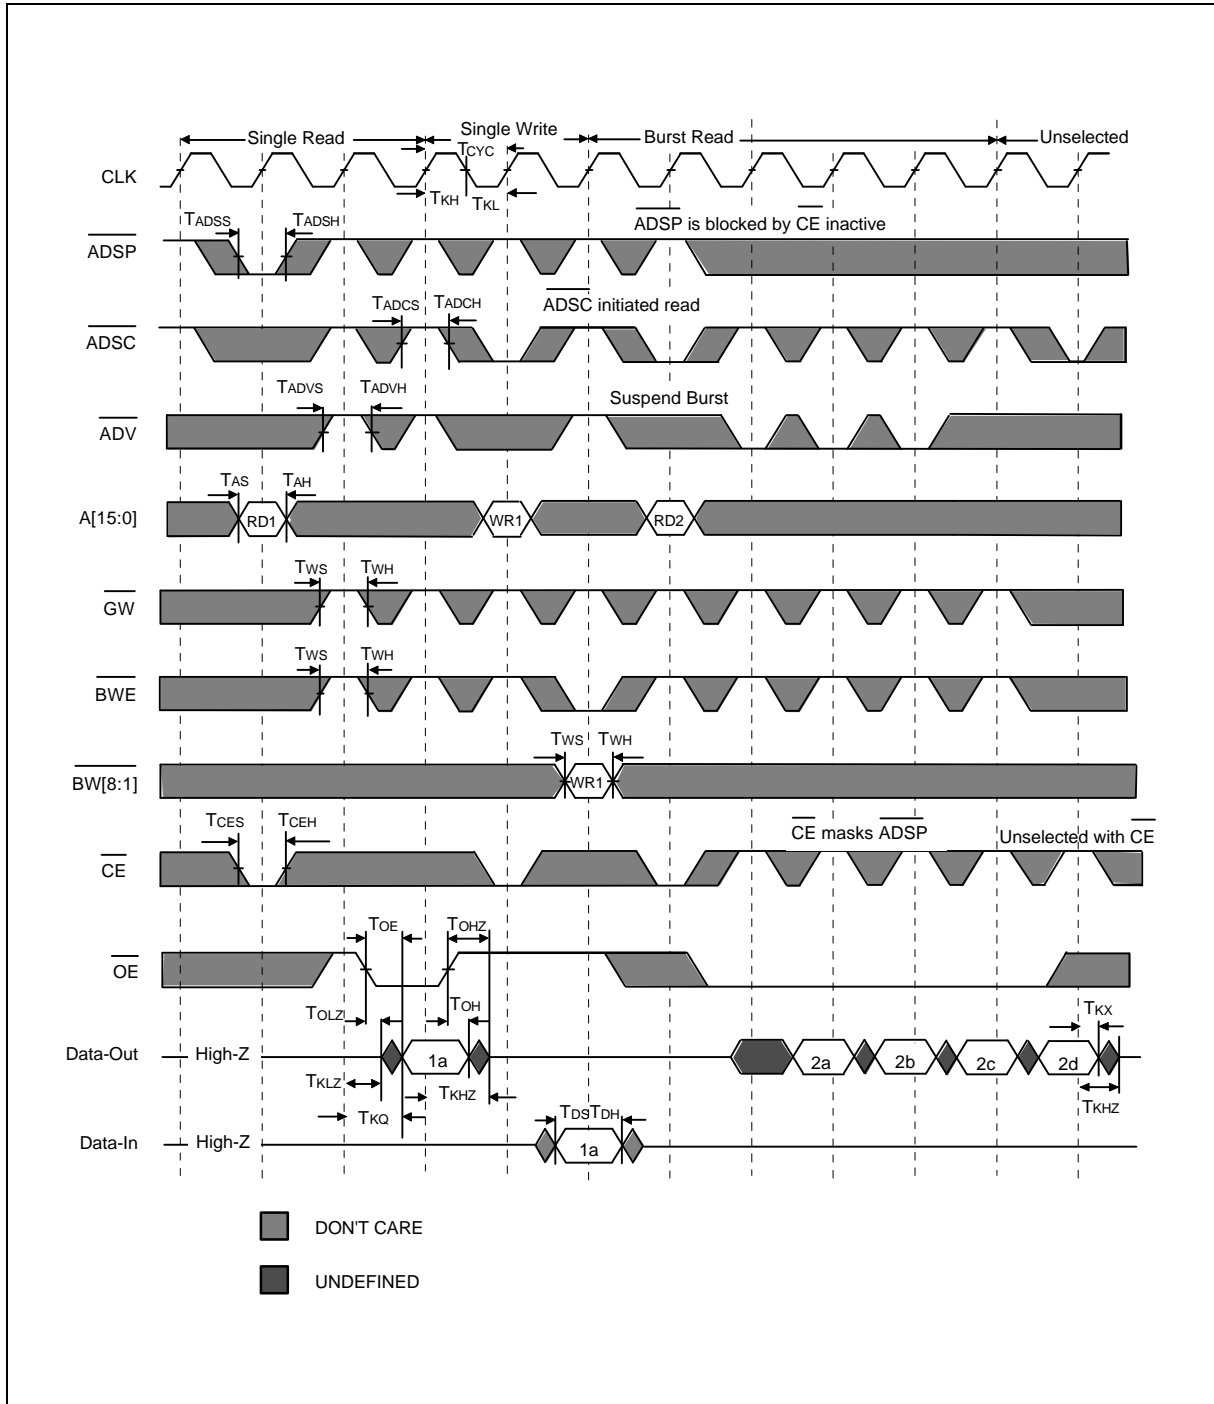 Single Read
Single Write
Burst Read
Unselected
TCYC
CLK
TKH
TKL
TADSS
TADSH
ADSP is blocked by CE inactive
ADSP
TADCS
TADCH
ADSC initiated read
ADSC
TADVS
TADVH
Suspend Burst
ADV
TAS
TAH
A[15:0]
RD1
WR1
RD2
TWS
TWH
GW
TWS
TWH
BWE
TWS
TWH
BW[8:1]
WR1
TCES
TCEH
CE masks ADSP
Unselected with CE
CE
TOE
TOHZ
OE
TOLZ
TOH
TKX
Data-Out
High-Z
1a
2a
2b
2c
2d
TKLZ
TKHZ
TKHZ
TKQ
TDS
TDH
Data-In
High-Z
1a
DON'T CARE
UNDEFINED